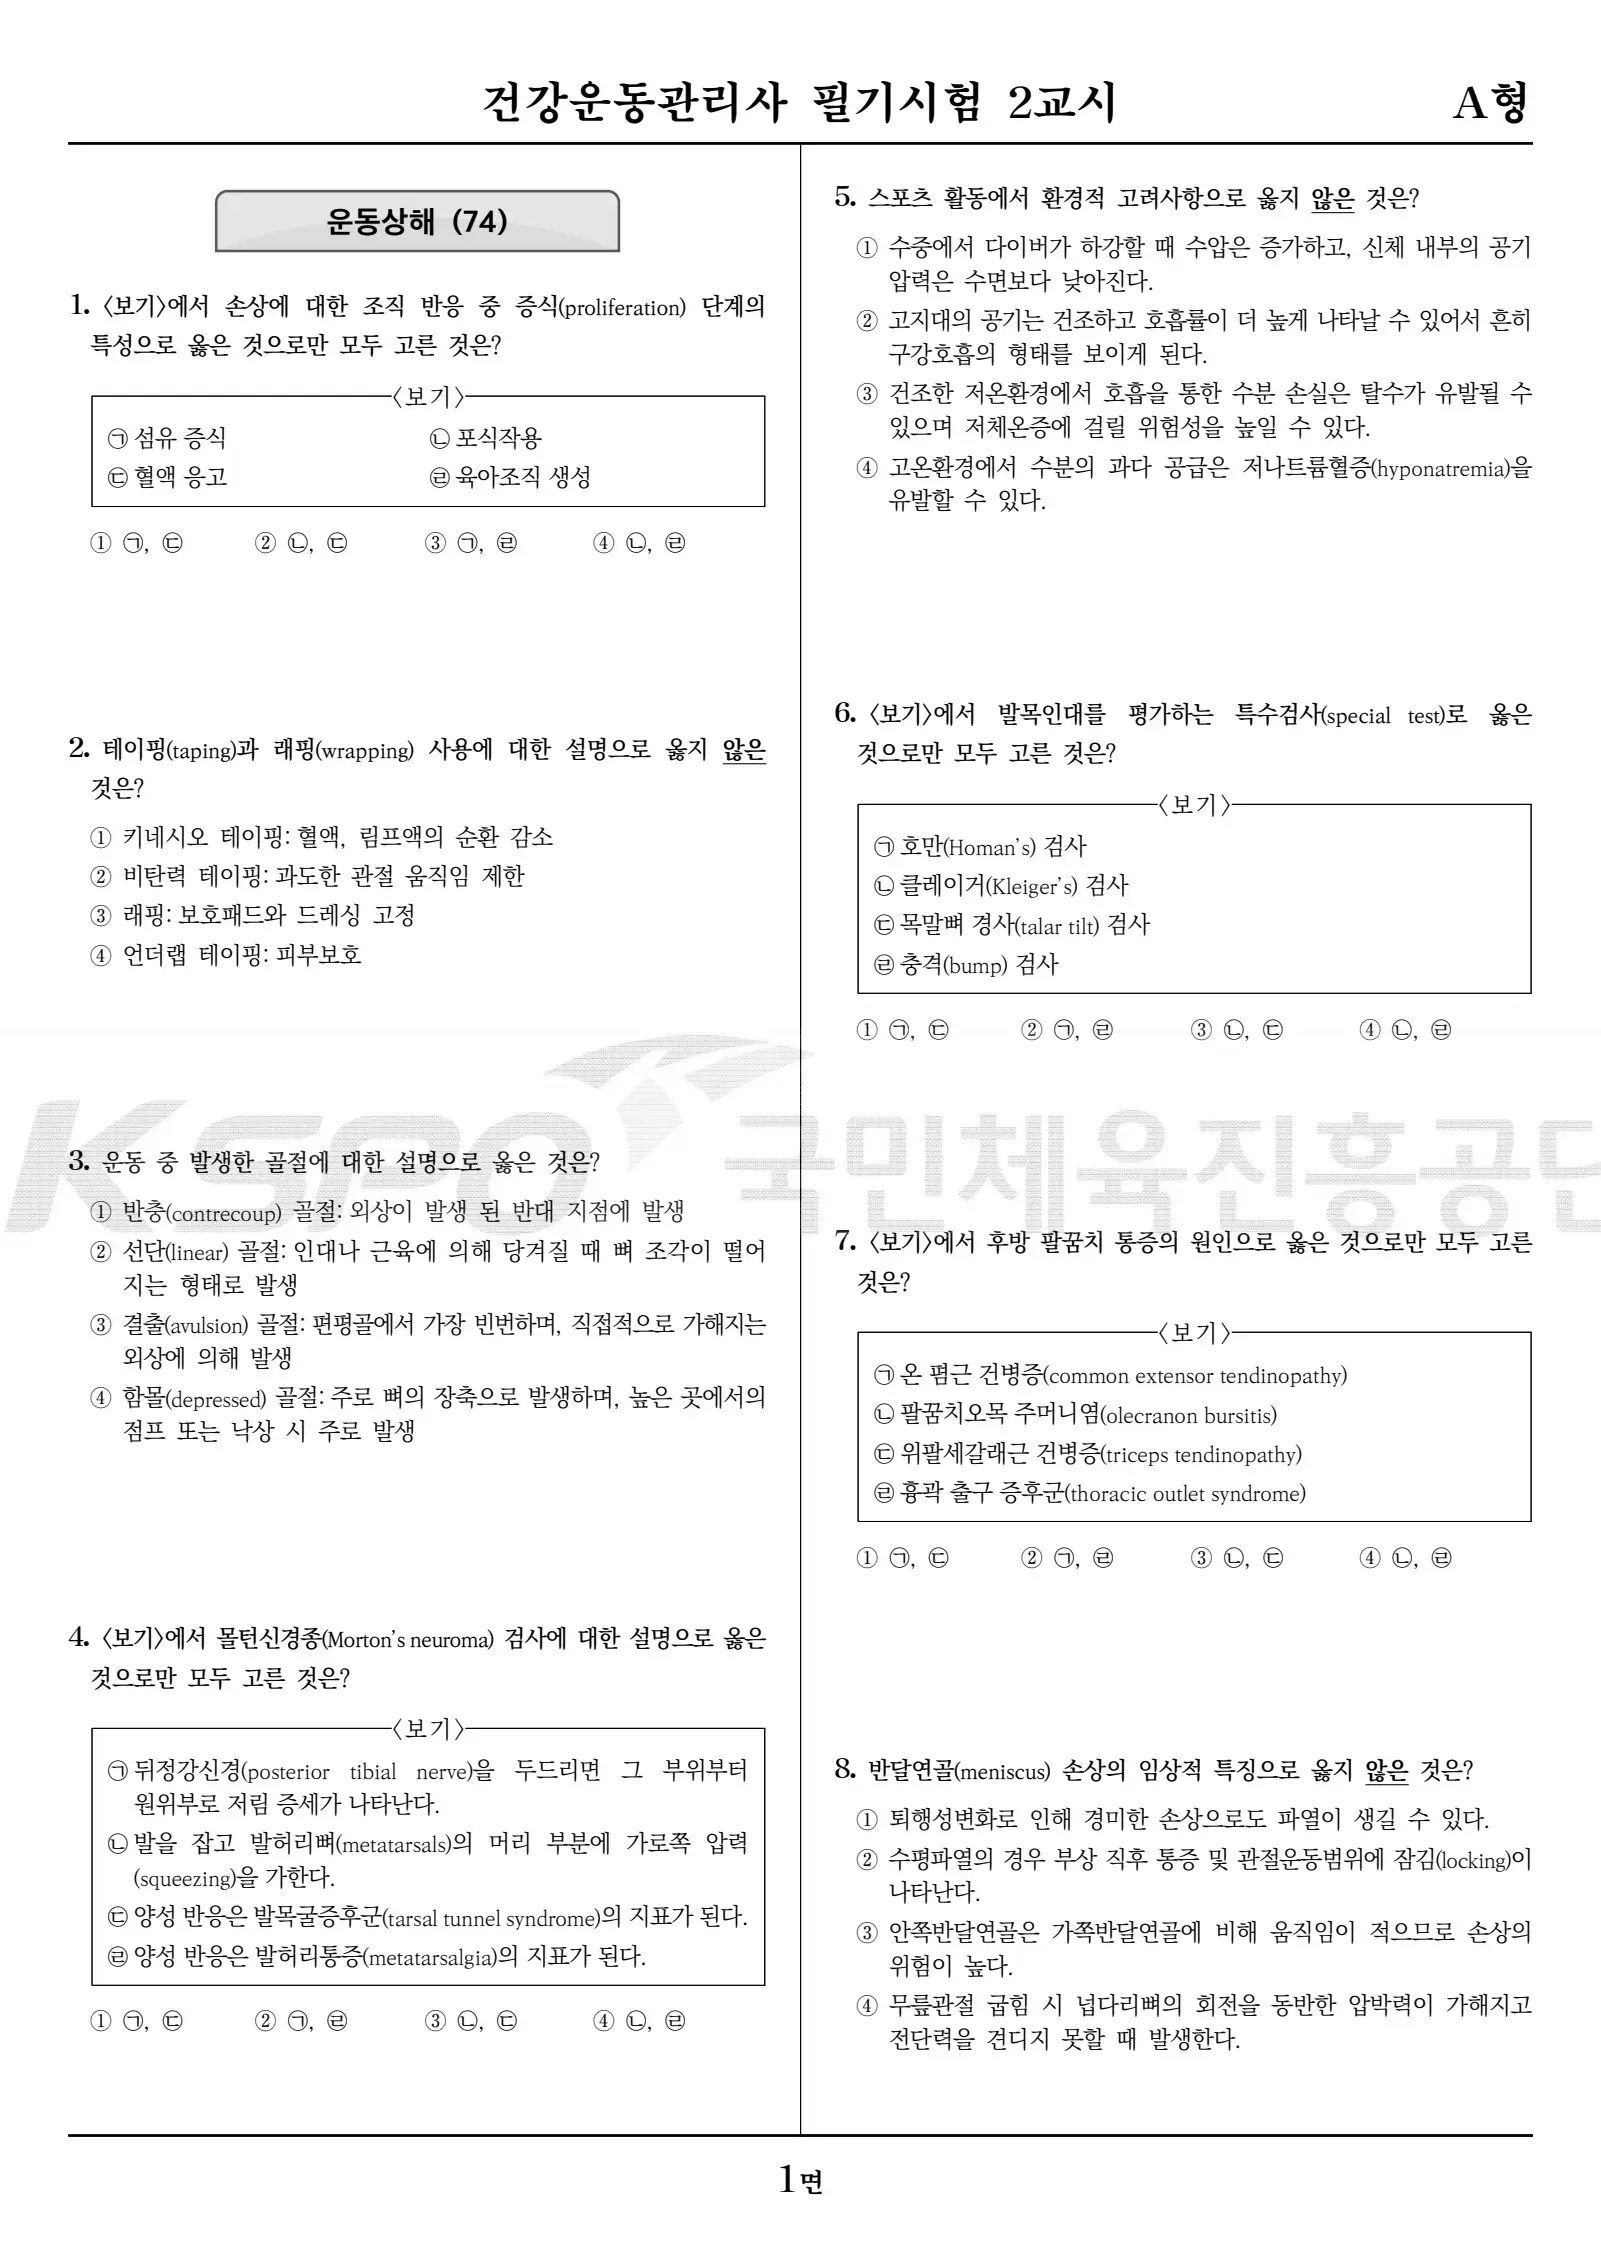 건강운동관리사 필기시험 2교시
A형
운동상해 (74)
1. 〈보기〉에서 손상에 대한 조직 반응 중 증식(proliferation) 단계의
특성으로 옳은 것으로만 모두 고른 것은?
〈보기〉
㉠ 섬유 증식 ㉡ 포식작용
㉢ 혈액 응고 ㉣ 육아조직 생성
① ㉠, ㉢ ② ㉡, ㉢ ③ ㉠, ㉣ ④ ㉡, ㉣
2. 테이핑(taping)과 래핑(wrapping) 사용에 대한 설명으로 옳지 않은
것은?
① 키네시오 테이핑: 혈액, 림프액의 순환 감소
② 비탄력 테이핑: 과도한 관절 움직임 제한
③ 래핑: 보호패드와 드레싱 고정
④ 언더랩 테이핑: 피부보호
3. 운동 중 발생한 골절에 대한 설명으로 옳은 것은?
① 반충(contrecoup) 골절: 외상이 발생 된 반대 지점에 발생
② 선단(linear) 골절: 인대나 근육에 의해 당겨질 때 뼈 조각이 떨어
지는 형태로 발생
③ 결출(avulsion) 골절: 편평골에서 가장 빈번하며, 직접적으로 가해지는
외상에 의해 발생
④ 함몰(depressed) 골절: 주로 뼈의 장축으로 발생하며, 높은 곳에서의
점프 또는 낙상 시 주로 발생
4. 〈보기〉에서 몰턴신경종(Morton's neuroma) 검사에 대한 설명으로 옳은
것으로만 모두 고른 것은?
〈보기〉
㉠ 뒤정강신경(posterior tibial nerve)을 두드리면 그 부위부터
원위부로 저림 증세가 나타난다.
㉡ 발을 잡고 발허리뼈(metatarsals)의 머리 부분에 가로쪽 압력
(squeezing)을 가한다.
㉢ 양성 반응은 발목굴증후군(tarsal tunnel syndrome)의 지표가 된다.
㉣ 양성 반응은 발허리통증(metatarsalgia)의 지표가 된다.
① ㉠, ㉢ ② ㉠, ㉣ ③ ㉡, ㉢ ④ ㉡, ㉣
5. 스포츠 활동에서 환경적 고려사항으로 옳지 않은 것은?
① 수중에서 다이버가 하강할 때 수압은 증가하고, 신체 내부의 공기
압력은 수면보다 낮아진다.
② 고지대의 공기는 건조하고 호흡률이 더 높게 나타날 수 있어서 흔히
구강호흡의 형태를 보이게 된다.
③ 건조한 저온환경에서 호흡을 통한 수분 손실은 탈수가 유발될 수
있으며 저체온증에 걸릴 위험성을 높일 수 있다.
④ 고온환경에서 수분의 과다 공급은 저나트륨혈증(hyponatremia)을
유발할 수 있다.
6. 〈보기〉에서 발목인대를 평가하는 특수검사(special test)로 옳은
것으로만 모두 고른 것은?
〈보기〉
㉠ 호만(Homan's) 검사
㉡ 클레이거(Kleiger's) 검사
㉢ 목말뼈 경사(talar tilt) 검사
㉣ 충격(bump) 검사
① ㉠, ㉢ ② ㉠, ㉣ ③ ㉡, ㉢ ④ ㉡, ㉣
7. 〈보기〉에서 후방 팔꿈치 통증의 원인으로 옳은 것으로만 모두 고른
것은?
〈보기〉
㉠ 온 폄근 건병증(common extensor tendinopathy)
㉡ 팔꿈치오목 주머니염(olecranon bursitis)
㉢ 위팔세갈래근 건병증(triceps tendinopathy)
㉣ 흉곽 출구 증후군(thoracic outlet syndrome)
① ㉠, ㉢ ② ㉠, ㉣ ③ ㉡, ㉢ ④ ㉡, ㉣
8. 반달연골(meniscus) 손상의 임상적 특징으로 옳지 않은 것은?
① 퇴행성변화로 인해 경미한 손상으로도 파열이 생길 수 있다.
② 수평파열의 경우 부상 직후 통증 및 관절운동범위에 잠김(locking)이
나타난다.
③ 안쪽반달연골은 가쪽반달연골에 비해 움직임이 적으므로 손상의
위험이 높다.
④ 무릎관절 굽힘 시 넙다리뼈의 회전을 동반한 압박력이 가해지고
전단력을 견디지 못할 때 발생한다.
KSPO 국민체육진흥공단
1면